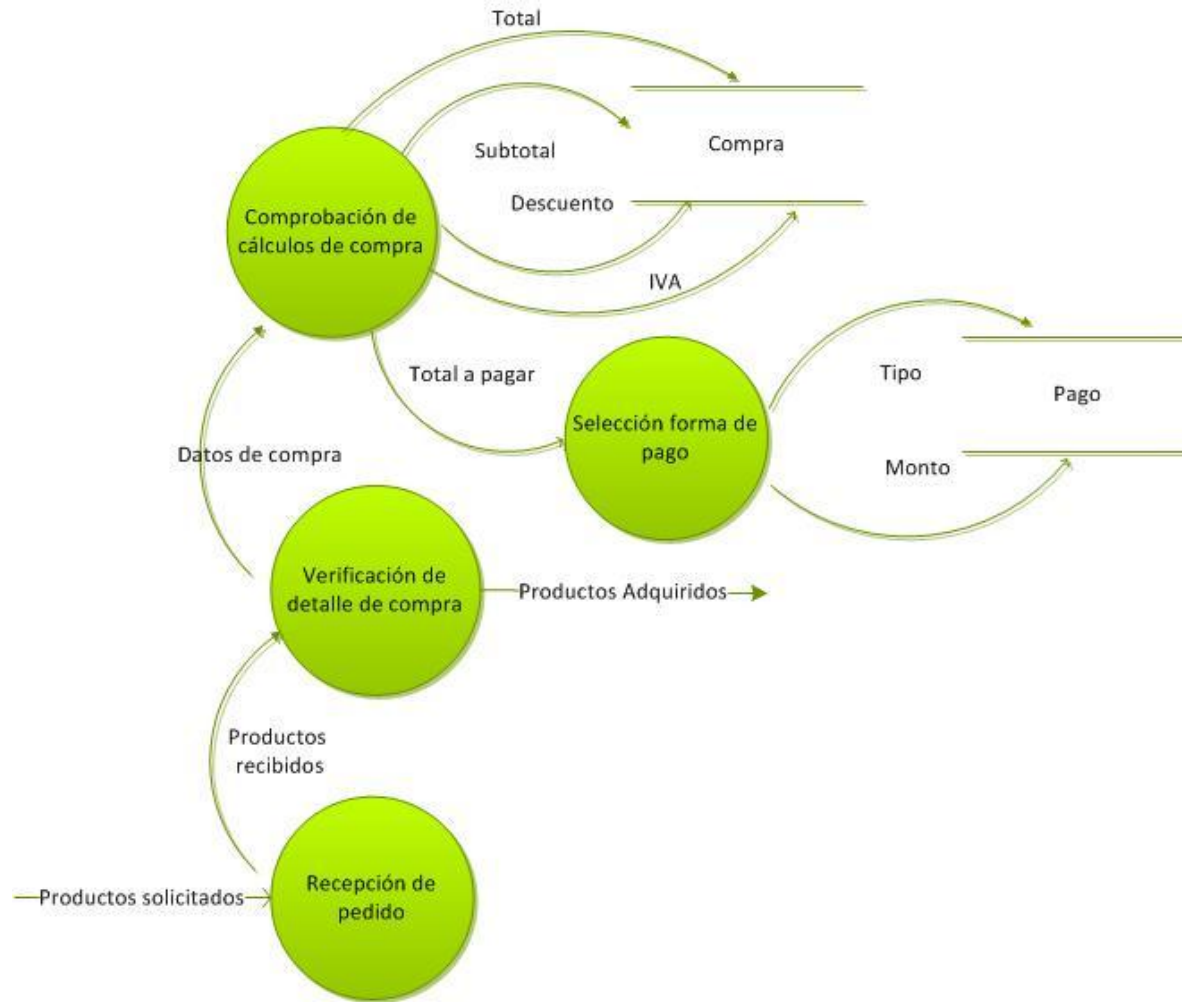 Total
Subtotal
Compra
Descuento
Comprobación de
cálculos de compra
IVA
Total a pagar
Selección forma de
pago
Tipo
Pago
Monto
Datos de compra
Verificación de
detalle de compra
Productos Adquiridos
Productos
recibidos
Productos solicitados
Recepción de
pedido